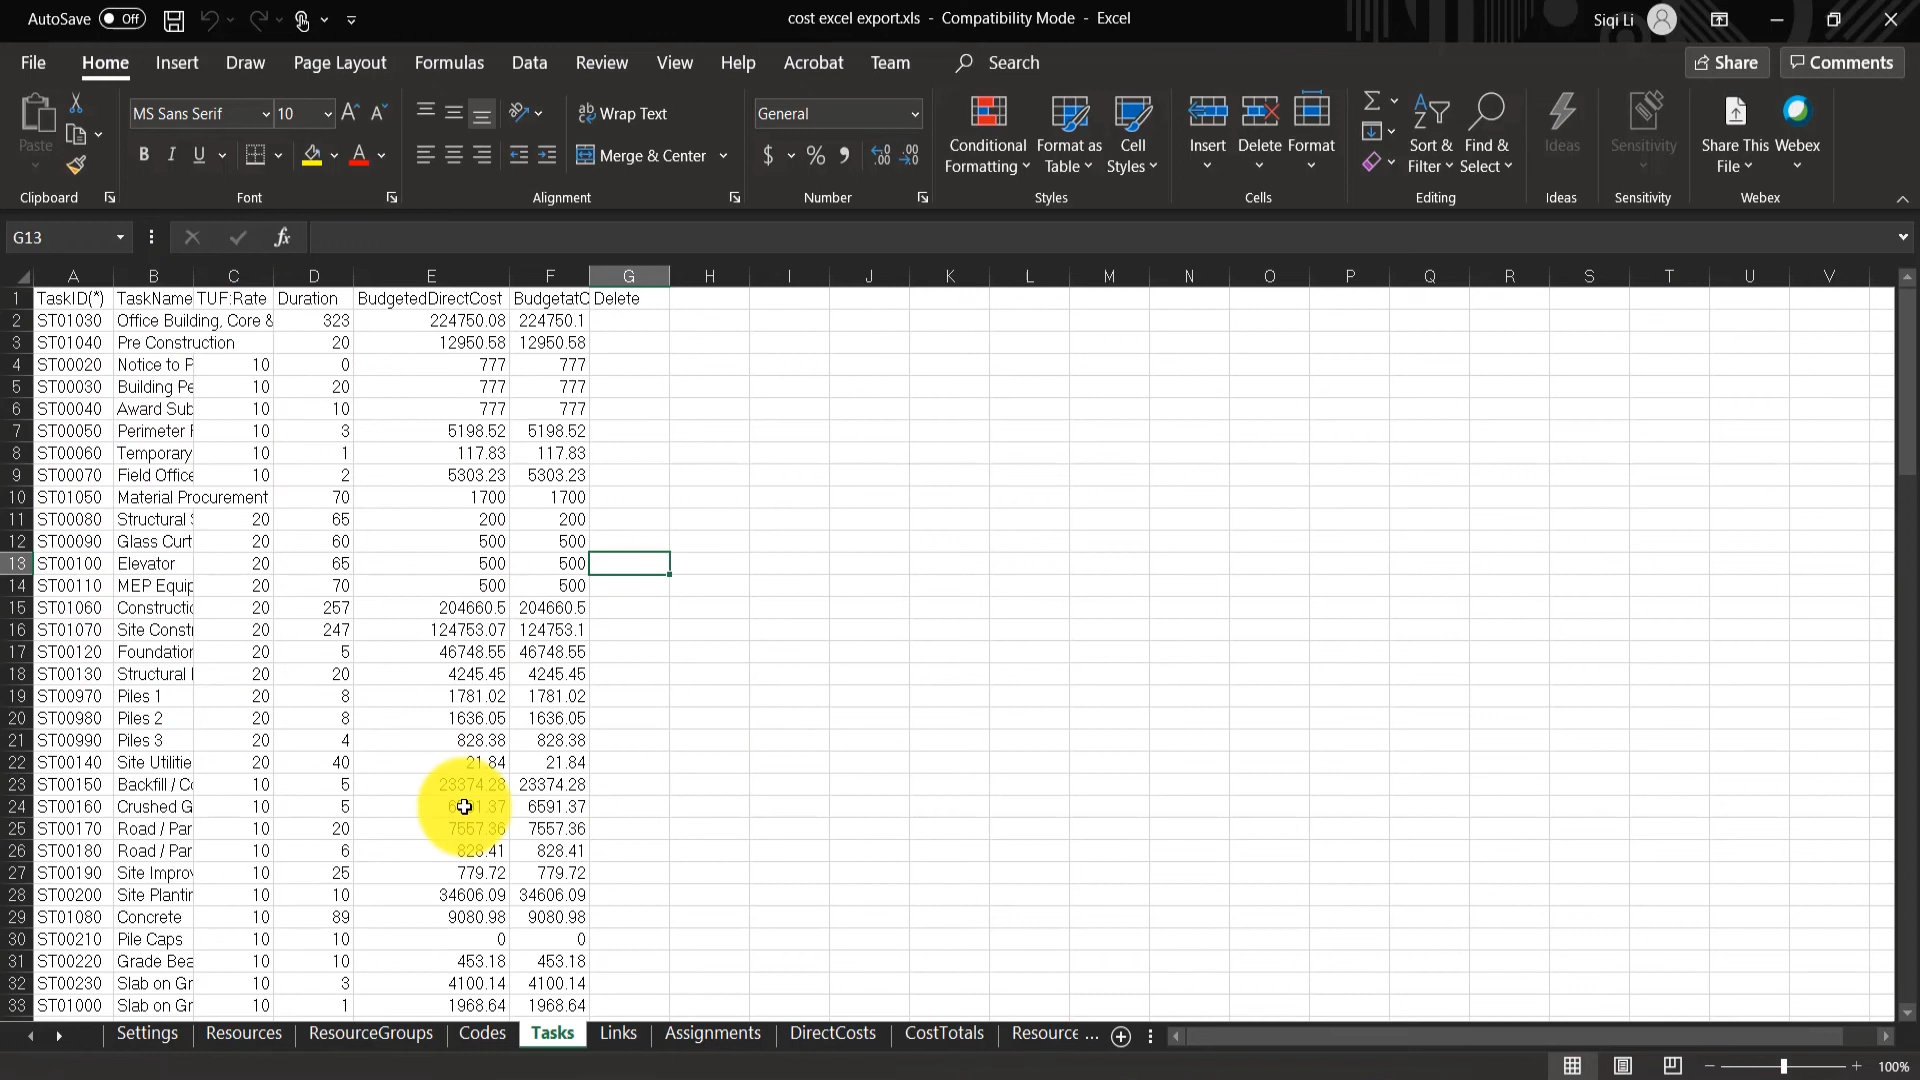 AutoSave Off cost excel export.xls - Compatibility Mode - Excel Siqi Li
File Home Insert Draw Page Layout Formulas Data Review View Help Acrobat Team Search Share Comments
Paste MS Sans Serif 10 Wrap Text General Conditional Formatting Format as Table Cell Styles Insert Delete Format Sort & Filter Find & Select Ideas Sensitivity Share This File Webex
B I U Merge & Center $ % 9
Clipboard Font Alignment Number Styles Cells Editing Ideas Sensitivity Webex
G13 fx
A B C D E F G H I J K L M N O P Q R S T U V
1 TaskID(*) TaskName TUF:Rate Duration BudgetedDirectCost BudgetatC Delete
2 ST01030 Office Building, Core & 323 224750.08 224750.1
3 ST01040 Pre Construction 20 12950.58 12950.58
4 ST00020 Notice to P 10 0 777 777
5 ST00030 Building Pe 10 20 777 777
6 ST00040 Award Sub 10 10 777 777
7 ST00050 Perimeter 10 3 5198.52 5198.52
8 ST00060 Temporary 10 1 117.83 117.83
9 ST00070 Field Office 10 2 5303.23 5303.23
10 ST01050 Material Procurement 70 1700 1700
11 ST00080 Structural 20 65 200 200
12 ST00090 Glass Curt 20 60 500 500
13 ST00100 Elevator 20 65 500 500
14 ST00110 MEP Equip 20 70 500 500
15 ST01060 Constructio 20 257 204660.5 204660.5
16 ST01070 Site Constr 20 247 124753.07 124753.1
17 ST00120 Foundation 20 5 46748.55 46748.55
18 ST00130 Structural 20 20 4245.45 4245.45
19 ST00970 Piles 1 20 8 1781.02 1781.02
20 ST00980 Piles 2 20 8 1636.05 1636.05
21 ST00990 Piles 3 20 4 828.38 828.38
22 ST00140 Site Utilitie 20 40 21.84 21.84
23 ST00150 Backfill / Co 10 5 23374.28 23374.28
24 ST00160 Crushed G 10 5 6591.37
25 ST00170 Road / Par 10 20 7557.36 7557.36
26 ST00180 Road / Par 10 6 828.41 828.41
27 ST00190 Site Improv 10 25 779.72 779.72
28 ST00200 Site Plantin 10 10 34606.09 34606.09
29 ST01080 Concrete 10 89 9080.98 9080.98
30 ST00210 Pile Caps 10 10 0 0
31 ST00220 Grade Bea 10 10 453.18 453.18
32 ST00230 Slab on Gr 10 3 4100.14 4100.14
33 ST01000 Slab on Gr 10 1 1968.64 1968.64
Settings Resources ResourceGroups Codes Tasks Links Assignments DirectCosts CostTotals Resource ...
100%